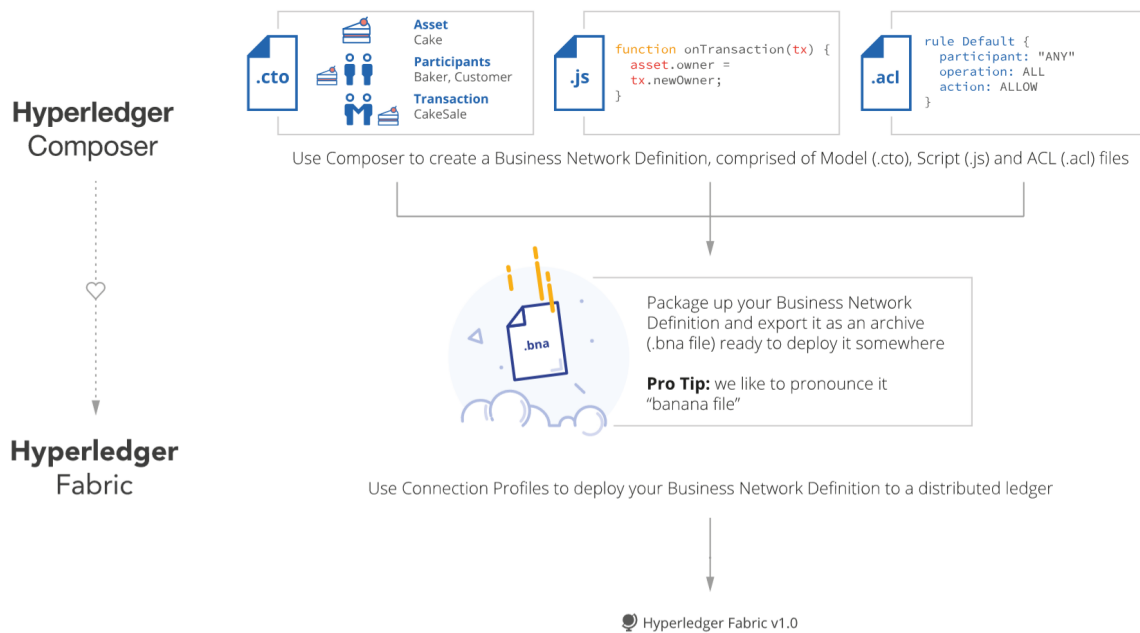 Hyperledger
Composer
.cto
Asset
Cake
Participants
Baker, Customer
Transaction
CakeSale
.js
function onTransaction(tx) {
asset.owner =
tx.newOwner;
}
.acl
rule Default {
participant: "ANY"
operation: ALL
action: ALLOW
}
Use Composer to create a Business Network Definition, comprised of Model (.cto), Script (.js) and ACL (.acl) files
.bna
Package up your Business Network
Definition and export it as an archive
(.bna file) ready to deploy it somewhere
Pro Tip: we like to pronounce it
“banana file”
Hyperledger
Fabric
Use Connection Profiles to deploy your Business Network Definition to a distributed ledger
Hyperledger Fabric v1.0